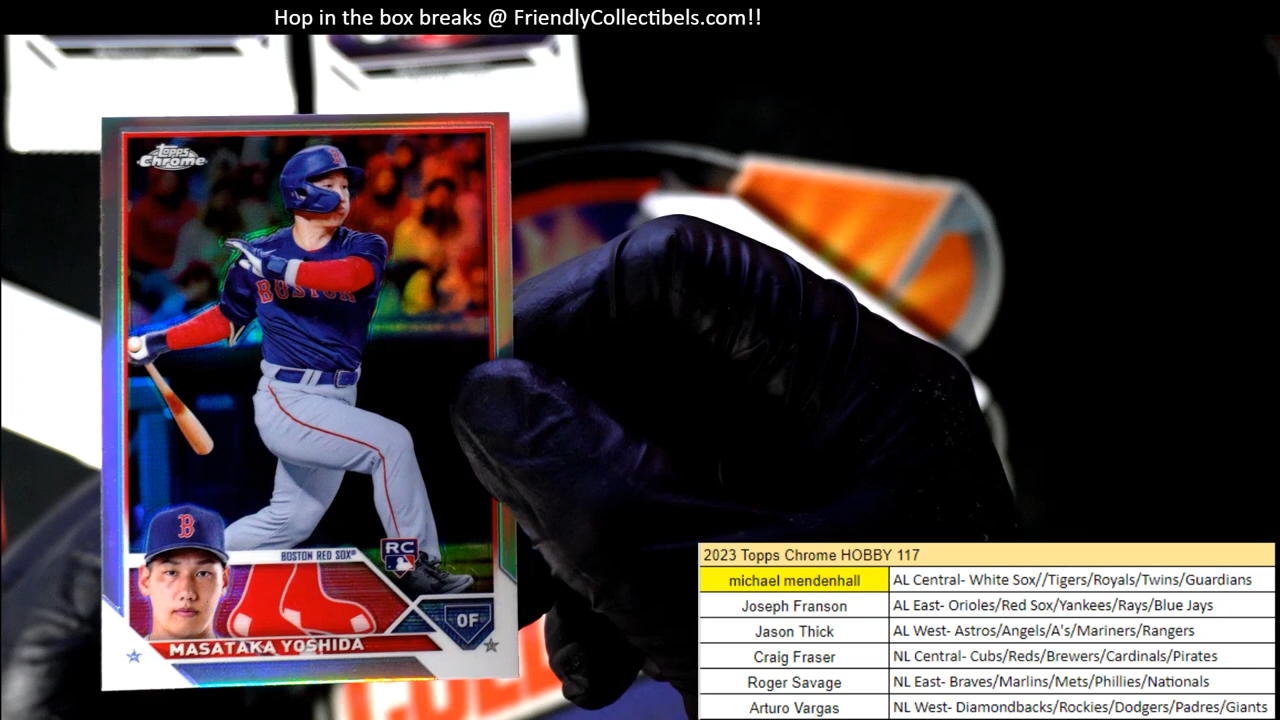 Hop in the box breaks @ FriendlyCollectibels.com!!
Topps
Chrome
BOSTON
B
BOSTON RED SOX®
RC
OF
MASATAKA YOSHIDA
2023 Topps Chrome HOBBY 117
michael mendenhall AL Central- White Sox//Tigers/Royals/Twins/Guardians
Joseph Franson AL East- Orioles/Red Sox/Yankees/Rays/Blue Jays
Jason Thick AL West- Astros/Angels/A's/Mariners/Rangers
Craig Fraser NL Central- Cubs/Reds/Brewers/Cardinals/Pirates
Roger Savage NL East- Braves/Marlins/Mets/Phillies/Nationals
Arturo Vargas NL West- Diamondbacks/Rockies/Dodgers/Padres/Giants